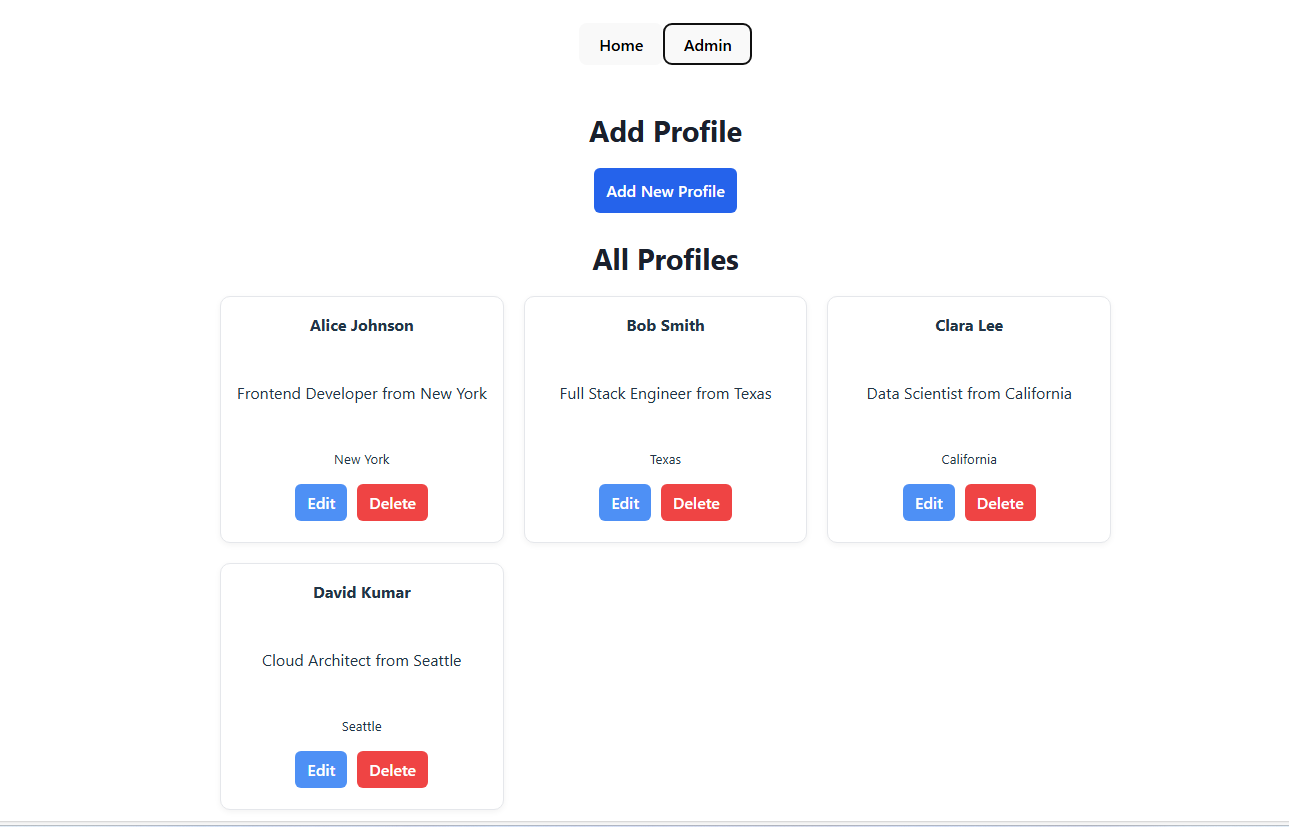 Home Admin
Add Profile
Add New Profile
All Profiles
Alice Johnson
Frontend Developer from New York
New York
Edit Delete
Bob Smith
Full Stack Engineer from Texas
Texas
Edit Delete
Clara Lee
Data Scientist from California
California
Edit Delete
David Kumar
Cloud Architect from Seattle
Seattle
Edit Delete